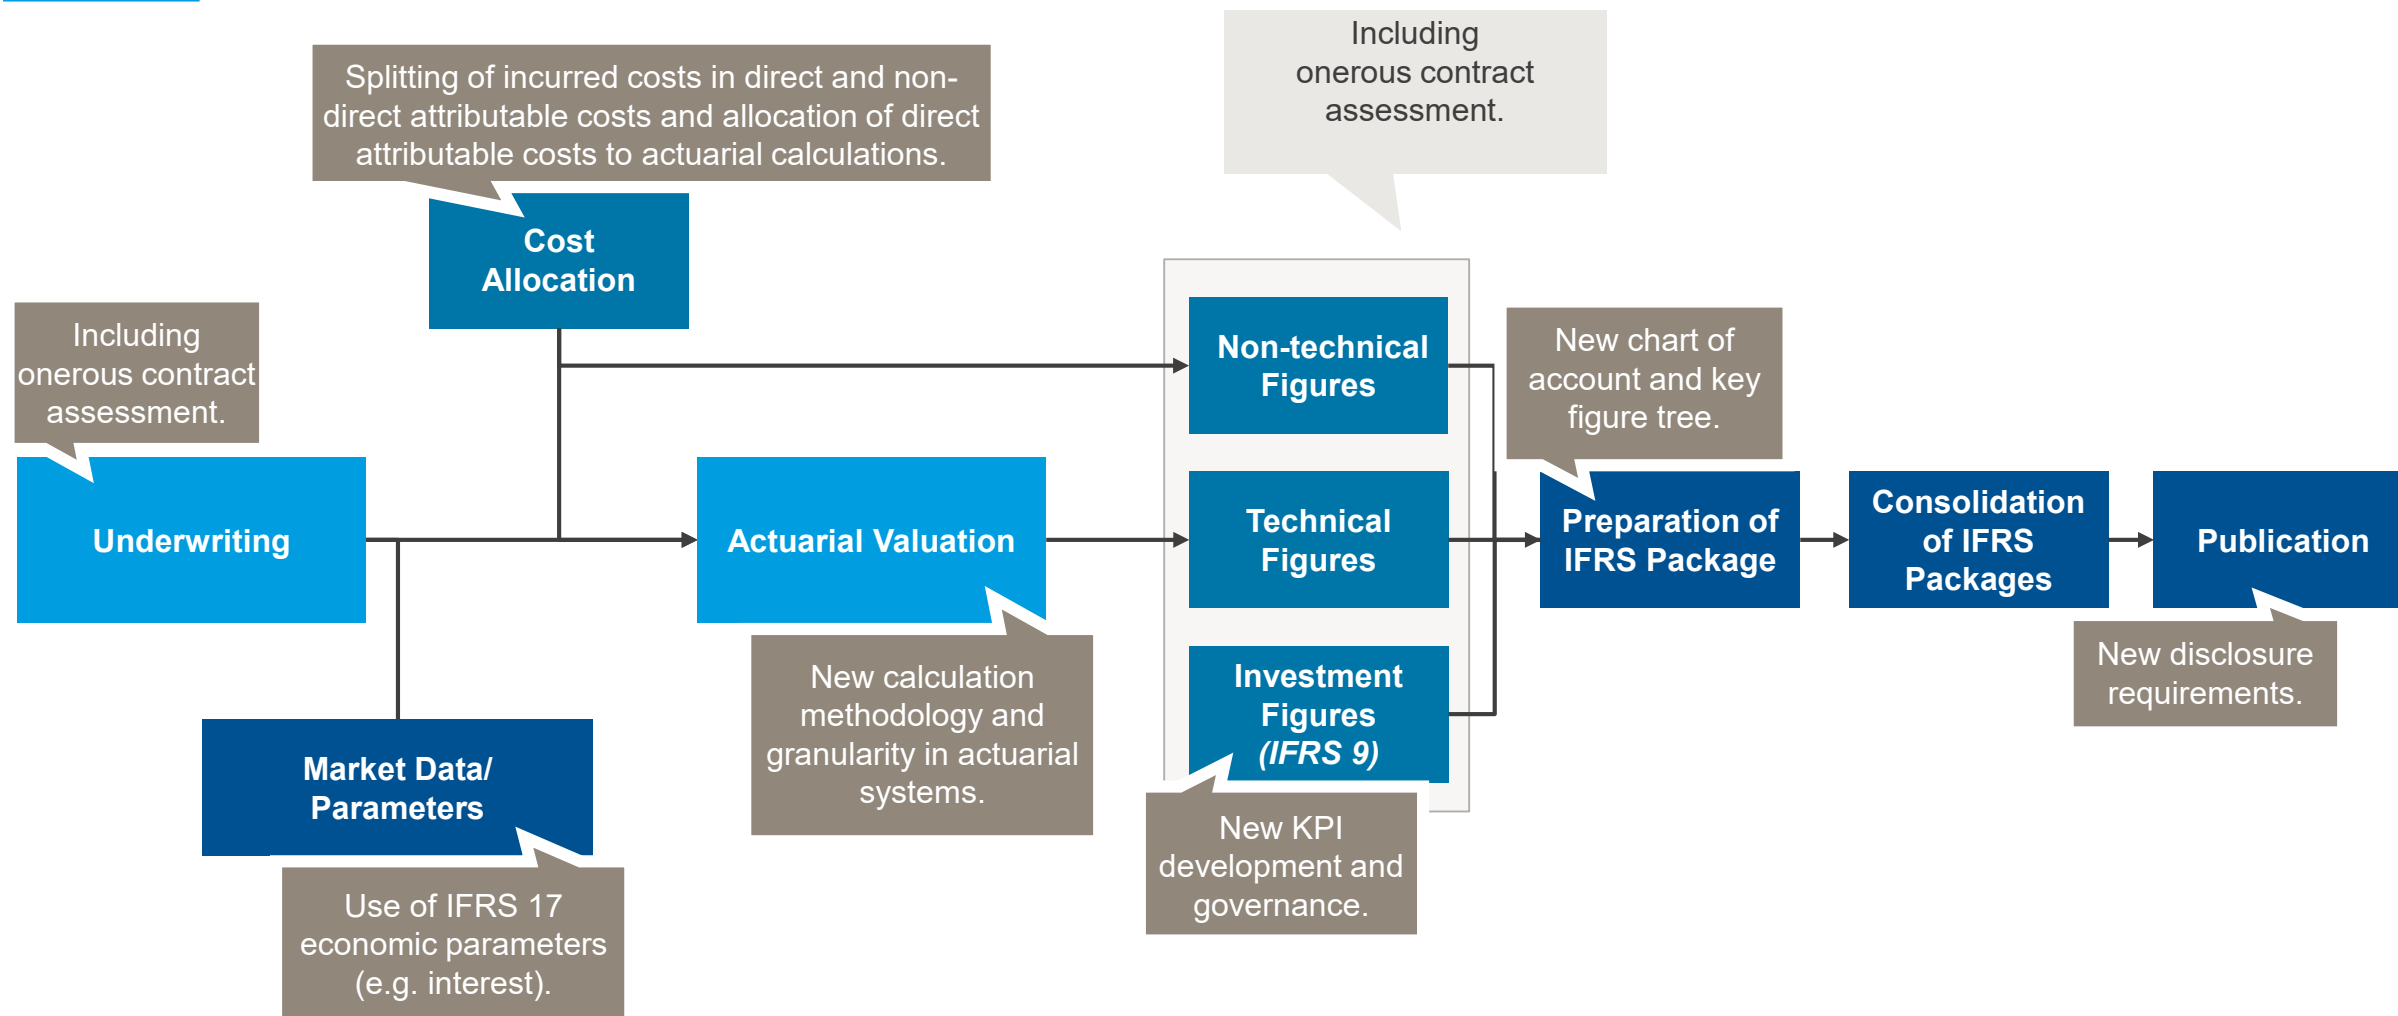 Including
onerous contract
assessment.
Splitting of incurred costs in direct and non-
direct attributable costs and allocation of direct
attributable costs to actuarial calculations.
Cost
Allocation
Including
onerous contract
assessment.
Non-technical
Figures
New chart of
account and key
figure tree.
Underwriting
Actuarial Valuation
Technical
Figures
Preparation of
IFRS Package
Consolidation
of IFRS
Packages
Publication
New calculation
methodology and
granularity in actuarial
systems.
Investment
Figures
(IFRS 9)
New disclosure
requirements.
Market Data/
Parameters
New KPI
development and
governance.
Use of IFRS 17
economic parameters
(e.g. interest).